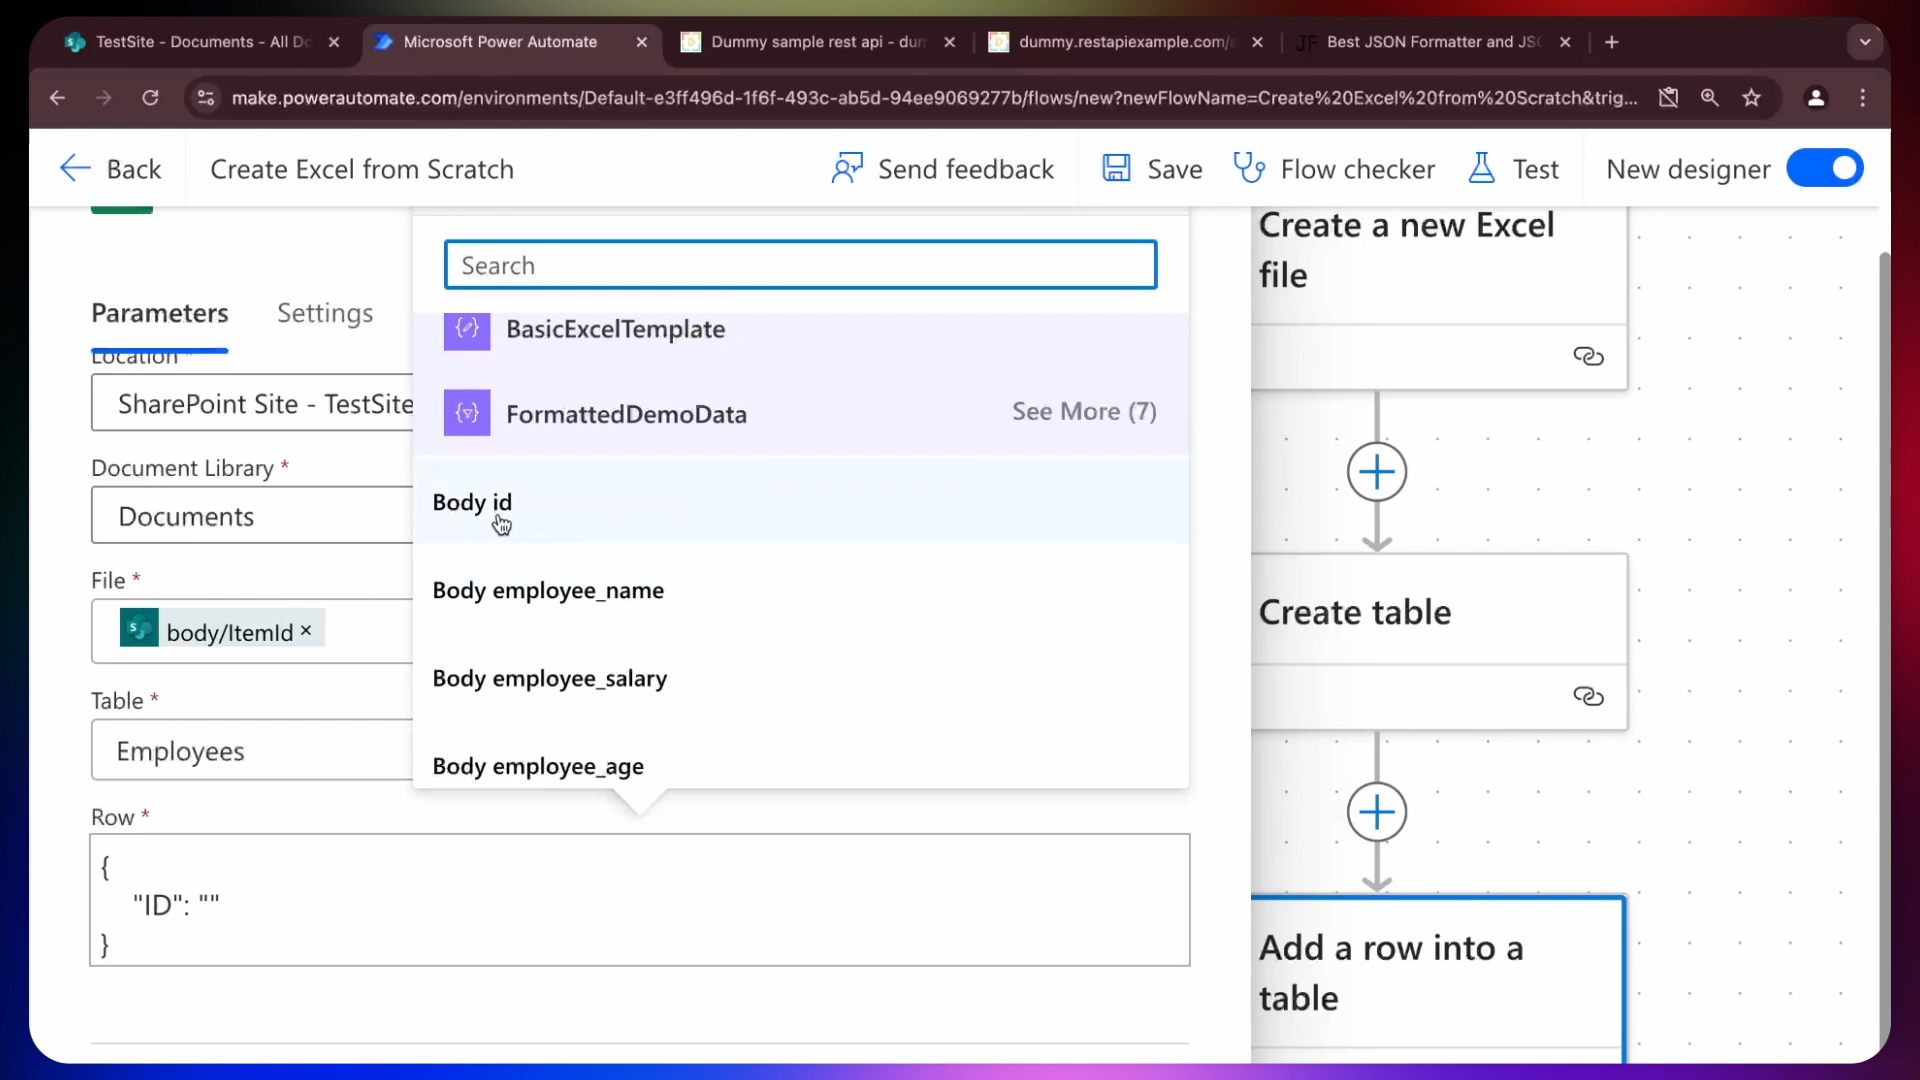 TestSite - Documents - All Do
Microsoft Power Automate
Dummy sample rest api - dum
dummy.restapiexample.com/
Best JSON Formatter and JS
make.powerautomate.com/environments/Default-e3ff496d-1f6f-493c-ab5d-94ee9069277b/flows/new?newFlowName=Create%20Excel%20from%20Scratch&trig...
Back
Create Excel from Scratch
Send feedback
Save
Flow checker
Test
New designer
Parameters
Settings
Location
SharePoint Site - TestSite
Document Library *
Documents
File *
body/ItemId
Table *
Employees
Row *
{
"ID": ""
}
Search
BasicExcelTemplate
FormattedDemoData
See More (7)
Body id
Body employee_name
Body employee_salary
Body employee_age
Create a new Excel
file
Create table
Add a row into a
table